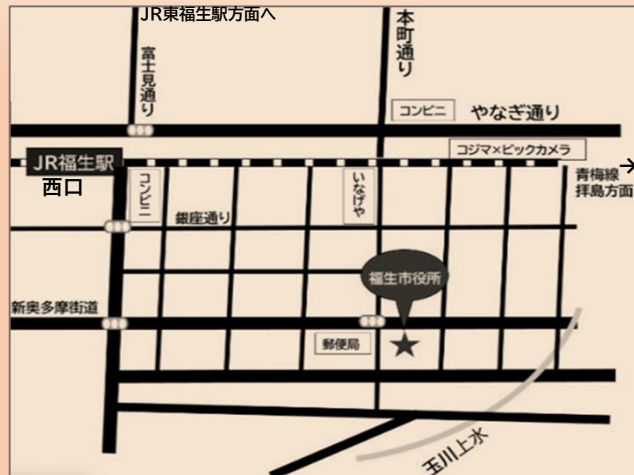 JR東福生駅方面へ
本町通り
富士見通り
コンビニ
やなぎ通り
コジマ×ビックカメラ
JR福生駅
西口
コンビニ
いなげや
青梅線
拝島方面
銀座通り
福生市役所
新奥多摩街道
郵便局
玉川上水